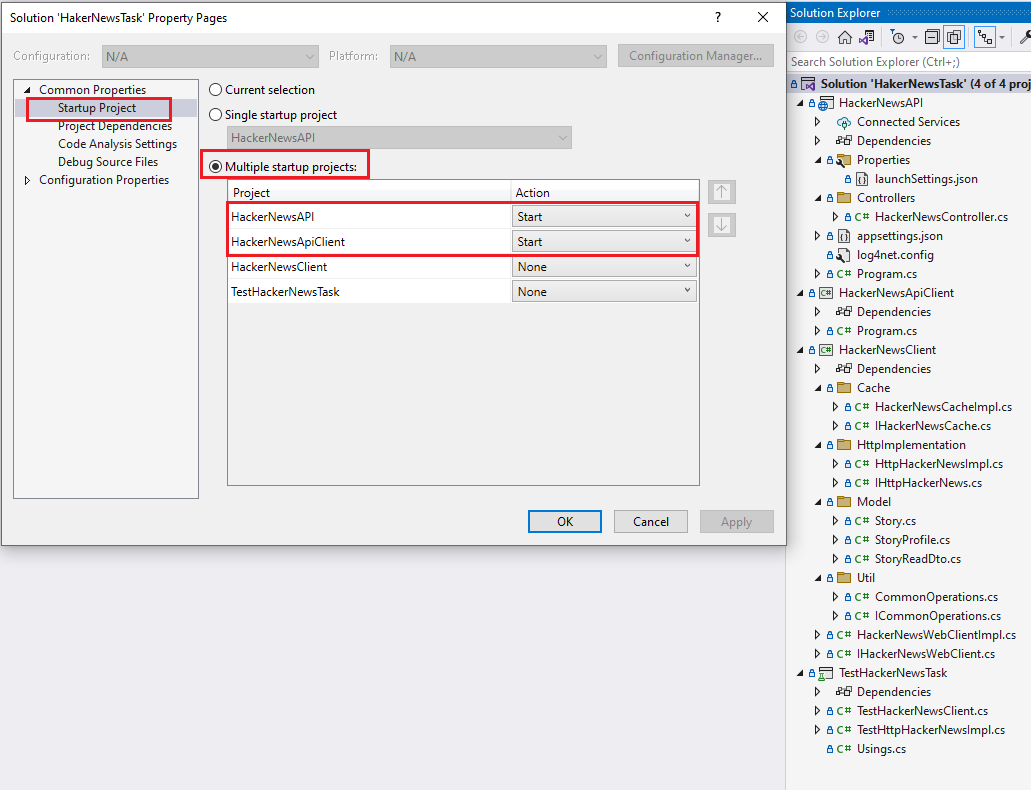 Solution 'HakerNewsTask' Property Pages
?
Configuration: N/A Platform: N/A Configuration Manager...
Common Properties
Startup Project
Project Dependencies
Code Analysis Settings
Debug Source Files
Configuration Properties
Current selection
Single startup project
HackerNewsAPI
Multiple startup projects:
Project Action
HackerNewsAPI Start
HackerNewsApiClient Start
HackerNewsClient None
TestHackerNewsTask None
OK Cancel Apply
Solution Explorer
Search Solution Explorer (Ctrl+;)
Solution 'HakerNewsTask' (4 of 4 proj
HackerNewsAPI
Connected Services
Dependencies
Properties
{} launchSettings.json
Controllers
C# HackerNewsController.cs
{} appsettings.json
log4net.config
C# Program.cs
C# HackerNewsApiClient
Dependencies
C# Program.cs
C# HackerNewsClient
Dependencies
Cache
C# HackerNewsCacheImpl.cs
C# IHackerNewsCache.cs
HttpImplementation
C# HttpHackerNewsImpl.cs
C# IHttpHackerNews.cs
Model
C# Story.cs
C# StoryProfile.cs
C# StoryReadDto.cs
Util
C# CommonOperations.cs
C# ICommonOperations.cs
C# HackerNewsWebClientImpl.cs
C# IHackerNewsWebClient.cs
TestHackerNewsTask
Dependencies
C# TestHackerNewsClient.cs
C# TestHttpHackerNewsImpl.cs
C# Usings.cs